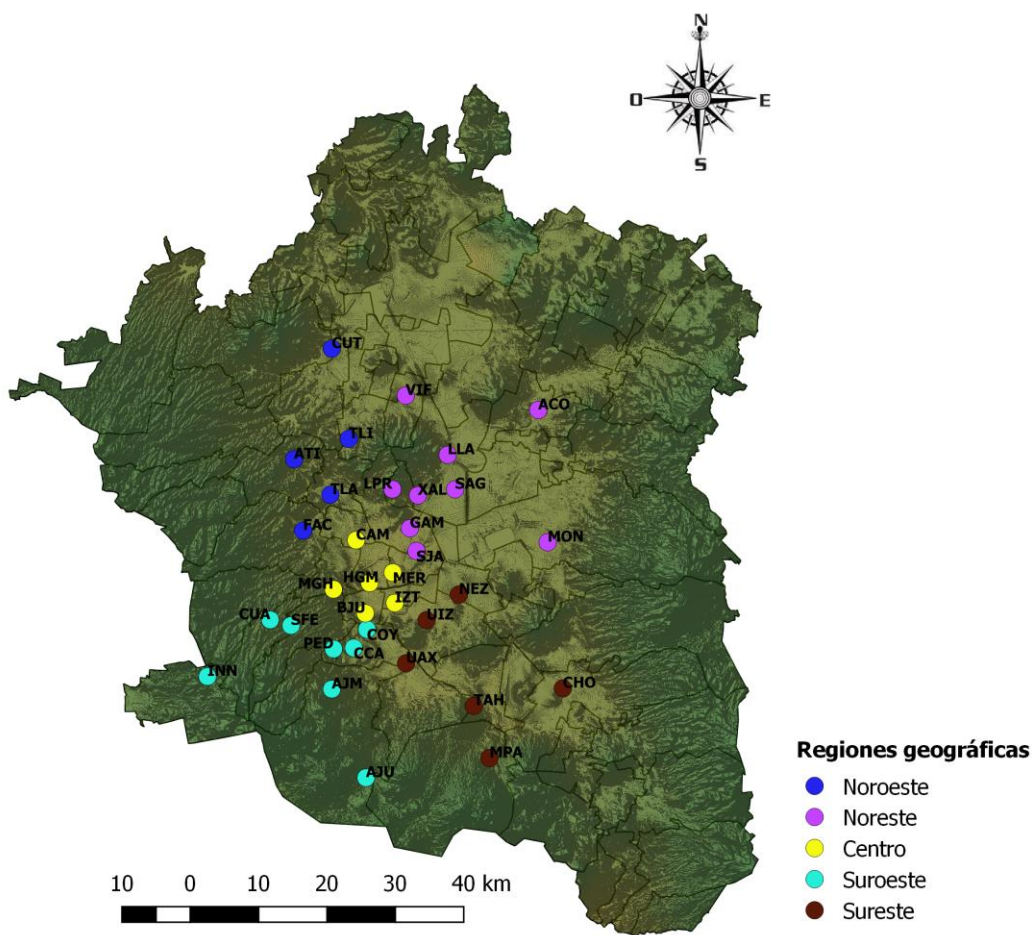 N
O E
S
CUT
VIF
ACO
TLI
LLA
ATI
LPR XAL SAG
TLA
FAC
CAM
GAM
MON
SJA
MGH HGM MER
NEZ
BJU IZT
CUA SFE
COY
UIZ
PED CCA
UAX
INN
AJM
CHO
TAH
MPA
AJU
Regiones geográficas
Noroeste
Noreste
Centro
Suroeste
Sureste
10 0 10 20 30 40 km